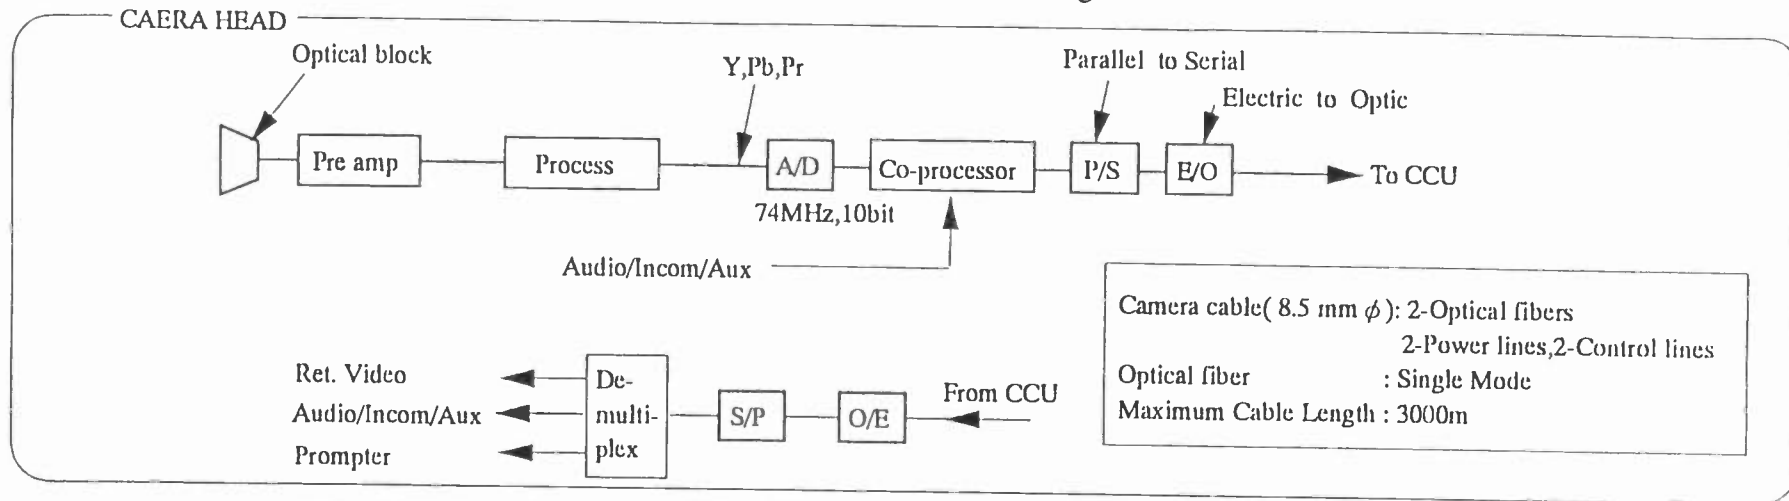 CAERA HEAD
Optical block
Y,Pb,Pr
Parallel to Serial
Electric to Optic
Pre amp
Process
A/D
Co-processor
P/S
E/O
To CCU
74MHz,10bit
Audio/Incom/Aux
Camera cable( 8.5 mm ϕ ): 2-Optical fibers
2-Power lines,2-Control lines
Optical fiber : Single Mode
Maximum Cable Length : 3000m
Ret. Video
Audio/Incom/Aux
Prompter
De-
multi-
plex
S/P
O/E
From CCU